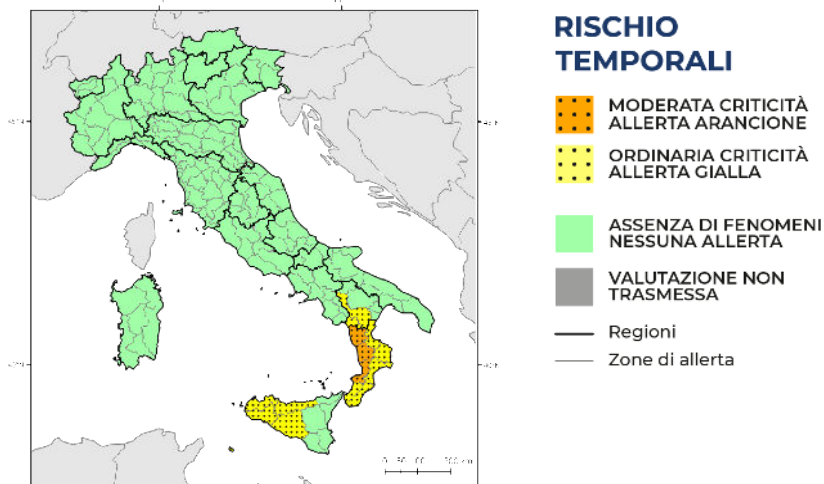 RISCHIO
TEMPORALI
MODERATA CRITICITÀ
ALLERTA ARANCIONE
ORDINARIA CRITICITÀ
ALLERTA GIALLA
ASSENZA DI FENOMENI
NESSUNA ALLERTA
VALUTAZIONE NON
TRASMESSA
Regioni
Zone di allerta